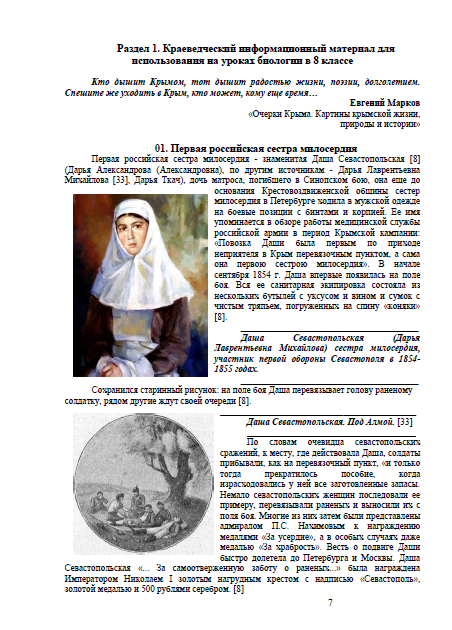 Раздел 1. Краеведческий информационный материал для
использования на уроках биологии в 8 классе
Кто дышит Крымом, тот дышит радостью жизни, поэзии, долголетием.
Спешите же уходить в Крым, кто может, кому еще время…
Евгений Марков
«Очерки Крыма. Картины крымской жизни,
природы и истории»
01. Первая российская сестра милосердия
Первая российская сестра милосердия - знаменитая Даша Севастопольская [8]
(Дарья Александрова (Александровна), по другим источникам - Дарья Лаврентьевна
Михайлова [33], Дарья Ткач), дочь матроса, погибшего в Синопском бою, она еще до
основания Крестовоздвиженской общины сестер
милосердия в Петербурге ходила в мужской одежде
на боевые позиции с бинтами и корпией. Ее имя
упоминается в обзоре работы медицинской службы
российской армии в период Крымской кампании:
«Повозка Даши была первым по приходе
неприятеля в Крым перевязочным пунктом, а сама
она первою сестрою милосердия». В начале
сентября 1854 г. Даша впервые появилась на поле
боя. Вся ее санитарная экипировка состояла из
нескольких бутылей с уксусом и вином и сумок с
чистым тряпьем, погруженных на спину «коняки»
[8].
Даша Севастопольская (Дарья
Лаврентьевна Михайлова) сестра милосердия,
участник первой обороны Севастополя в 1854-
1855 годах.
Сохранился старинный рисунок: на поле боя Даша перевязывает голову раненому
солдатку, рядом другие ждут своей очереди [8].
Даша Севастопольская. Под Алмой. [33]
По словам очевидца севастопольских
сражений, к месту, где действовала Даша, солдаты
прибывали, как на перевязочный пункт, «и только
тогда прекратилось пособие, когда
израсходовались у ней все заготовленные запасы.
Немало севастопольских женщин последовали ее
примеру, перевязывали раненых и выносили их с
поля боя. Многие из них затем были представлены
адмиралом П.С. Нахимовым к награждению
медалями «За усердие», а в особых случаях даже
медалью «За храбрость». Весть о подвиге Даши
быстро долетела до Петербурга и Москвы. Даша
Севастопольская «... За самоотверженную заботу о раненых...» была награждена
Императором Николаем I золотым нагрудным крестом с надписью «Севастополь»,
золотой медалью и 500 рублями серебром. [8]
7